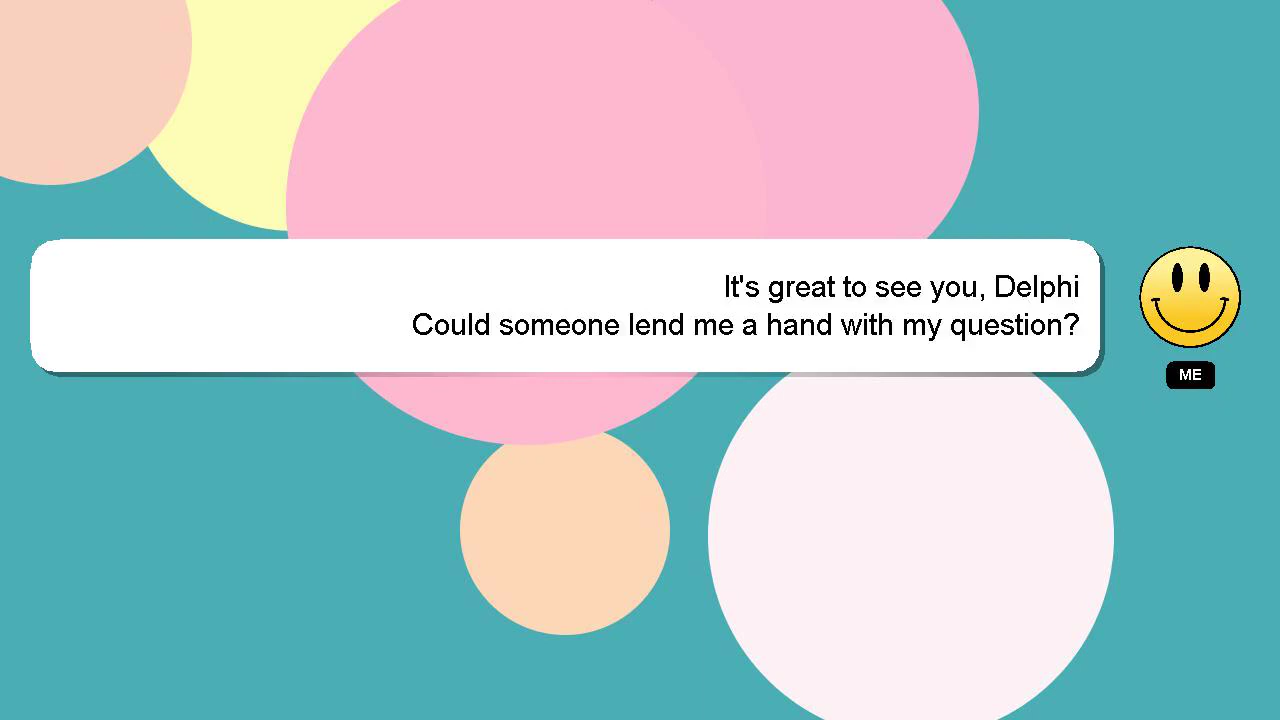 It's great to see you, Delphi
Could someone lend me a hand with my question?
ME